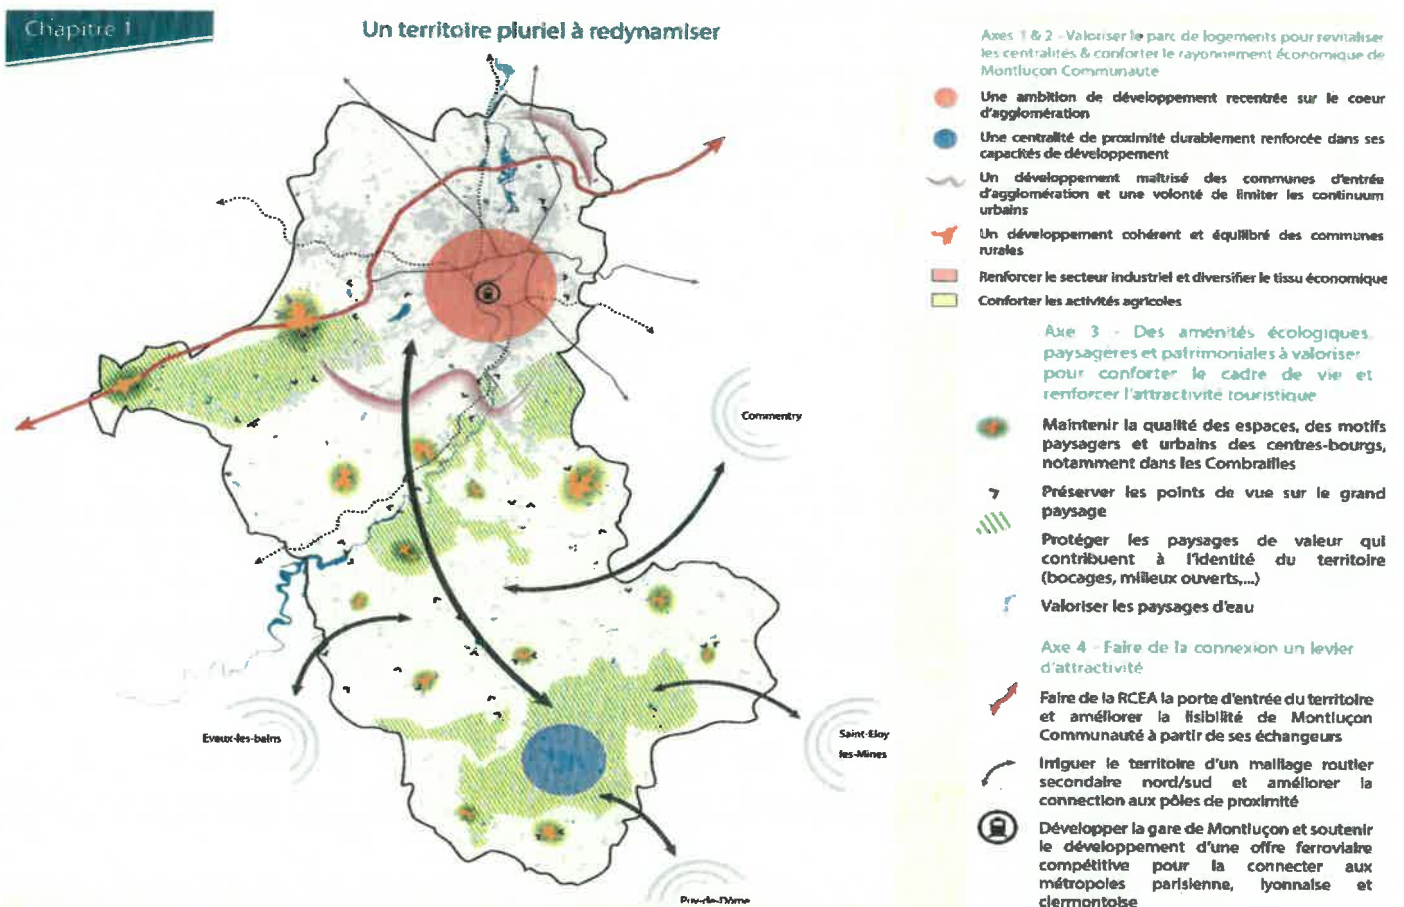 Chapitre 1
Un territoire pluriel à redynamiser
Commentry
Evaux-les-bains
Saint-Eloy
les-Mines
Puy-de-Dôme
Axes 1 & 2 - Valoriser le parc de logements pour revitaliser
les centralités & conforter le rayonnement économique de
Montluçon Communauté
Une ambition de développement recentrée sur le coeur
d'agglomération
Une centralité de proximité durablement renforcée dans ses
capacités de développement
Un développement maîtrisé des communes d'entrée
d'agglomération et une volonté de limiter les continuum
urbains
Un développement cohérent et équilibré des communes
rurales
Renforcer le secteur industriel et diversifier le tissu économique
Conforter les activités agricoles
Axe 3 - Des aménités écologiques,
paysagères et patrimoniales à valoriser
pour conforter le cadre de vie et
renforcer l'attractivité touristique
Maintenir la qualité des espaces, des motifs
paysagers et urbains des centres-bourgs,
notamment dans les Combrailles
Préserver les points de vue sur le grand
paysage
Protéger les paysages de valeur qui
contribuent à l'identité du territoire
(bocages, milieux ouverts,...)
Valoriser les paysages d'eau
Axe 4 - Faire de la connexion un levier
d'attractivité
Faire de la RCEA la porte d'entrée du territoire
et améliorer la lisibilité de Montluçon
Communauté à partir de ses échangeurs
Irriguer le territoire d'un maillage routier
secondaire nord/sud et améliorer la
connection aux pôles de proximité
Développer la gare de Montluçon et soutenir
le développement d'une offre ferroviaire
compétitive pour la connecter aux
métropoles parisienne, lyonnaise et
clermontoise